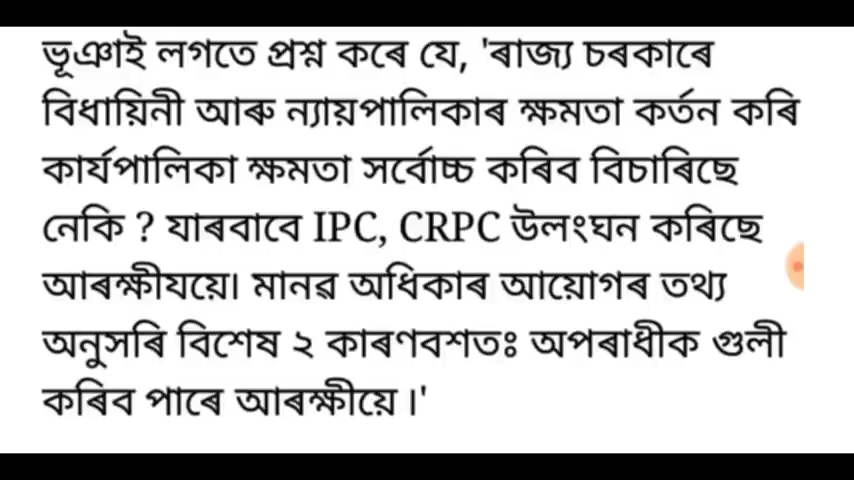 ভূঞাই লগতে প্ৰশ্ন কৰে যে, 'ৰাজ্য চৰকাৰে
বিধায়িনী আৰু ন্যায়পালিকাৰ ক্ষমতা কৰ্তন কৰি
কাৰ্যপালিকা ক্ষমতা সৰ্বোচ্চ কৰিব বিচাৰিছে
নেকি ? যাৰবাবে IPC, CRPC উলংঘন কৰিছে
আৰক্ষীযয়ে। মানৱ অধিকাৰ আয়োগৰ তথ্য
অনুসৰি বিশেষ ২ কাৰণবশতঃ অপৰাধীক গুলী
কৰিব পাৰে আৰক্ষীয়ে ।'